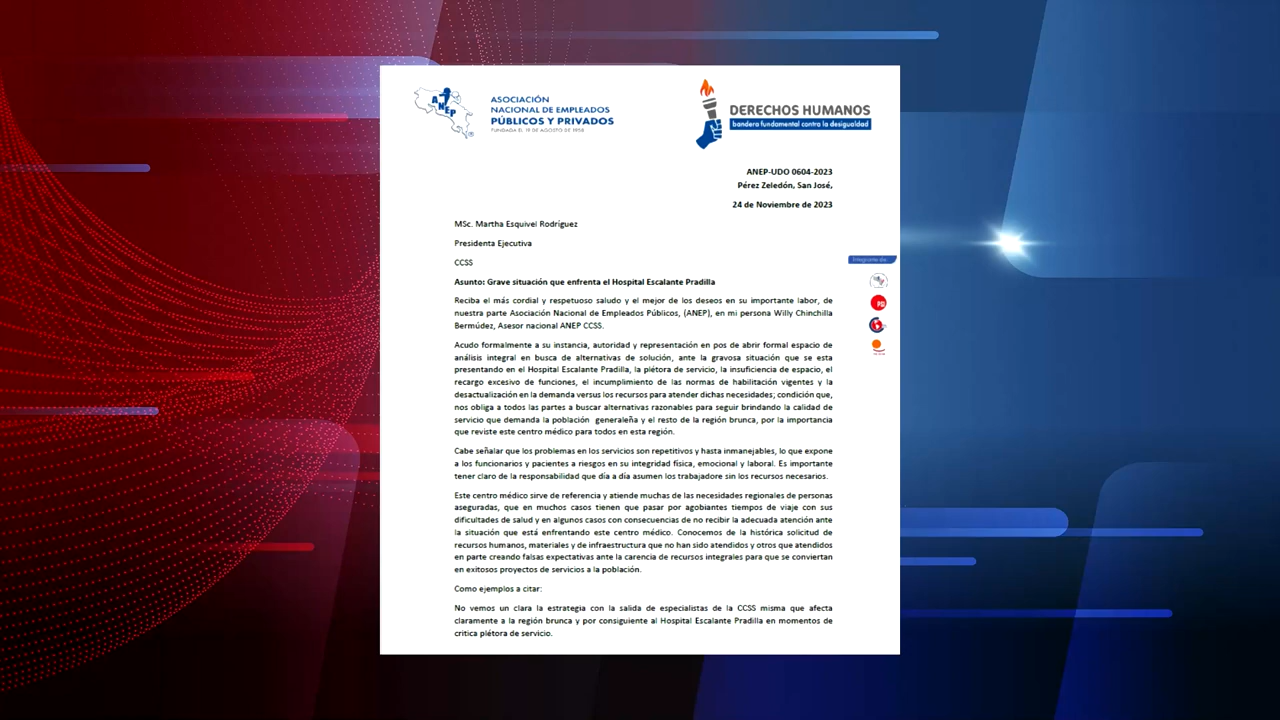 ANEP
ASOCIACIÓN
NACIONAL DE EMPLEADOS
PÚBLICOS Y PRIVADOS
FUNDADA EL 19 DE AGOSTO DE 1958
DERECHOS HUMANOS
bandera fundamental contra la desigualdad
ANEP-UDO 0604-2023
Pérez Zeledón, San José,
24 de Noviembre de 2023
MSc. Martha Esquivel Rodríguez
Presidenta Ejecutiva
CCSS
Integrante de:
Asunto: Grave situación que enfrenta el Hospital Escalante Pradilla
Reciba el más cordial y respetuoso saludo y el mejor de los deseos en su importante labor, de
nuestra parte Asociación Nacional de Empleados Públicos, (ANEP), en mi persona Willy Chinchilla
Bermúdez, Asesor nacional ANEP CCSS.
Acudo formalmente a su instancia, autoridad y representación en pos de abrir formal espacio de
análisis integral en busca de alternativas de solución, ante la gravosa situación que se esta
presentando en el Hospital Escalante Pradilla, la plétora de servicio, la insuficiencia de espacio, el
recargo excesivo de funciones, el incumplimiento de las normas de habilitación vigentes y la
desactualización en la demanda versus los recursos para atender dichas necesidades; condición que,
nos obliga a todos las partes a buscar alternativas razonables para seguir brindando la calidad de
servicio que demanda la población generaleña y el resto de la región brunca, por la importancia
que reviste este centro médico para todos en esta región.
Cabe señalar que los problemas en los servicios son repetitivos y hasta inmanejables, lo que expone
a los funcionarios y pacientes a riesgos en su integridad física, emocional y laboral. Es importante
tener claro de la responsabilidad que día a día asumen los trabajadore sin los recursos necesarios.
Este centro médico sirve de referencia y atiende muchas de las necesidades regionales de personas
aseguradas, que en muchos casos tienen que pasar por agobiantes tiempos de viaje con sus
dificultades de salud y en algunos casos con consecuencias de no recibir la adecuada atención ante
la situación que está enfrentando este centro médico. Conocemos de la histórica solicitud de
recursos humanos, materiales y de infraestructura que no han sido atendidos y otros que atendidos
en parte creando falsas expectativas ante la carencia de recursos integrales para que se conviertan
en exitosos proyectos de servicios a la población.
Como ejemplos a citar:
No vemos un clara la estrategia con la salida de especialistas de la CCSS misma que afecta
claramente a la región brunca y por consiguiente al Hospital Escalante Pradilla en momentos de
critica plétora de servicio.